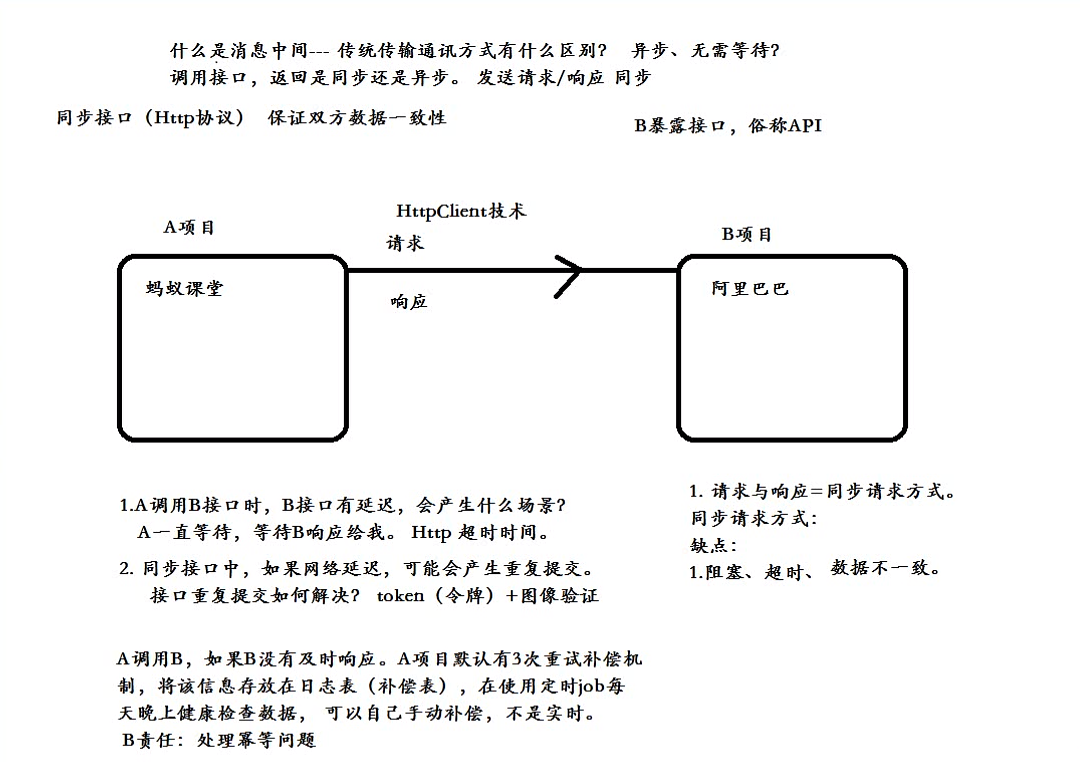 什么是消息中间--- 传统传输通讯方式有什么区别？ 异步、无需等待？
调用接口，返回是同步还是异步。 发送请求/响应 同步
同步接口（Http协议） 保证双方数据一致性
B暴露接口，俗称API
HttpClient技术
A项目
请求
B项目
蚂蚁课堂
响应
阿里巴巴
1.A调用B接口时，B接口有延迟，会产生什么场景？
A一直等待，等待B响应给我。 Http 超时时间。
2. 同步接口中，如果网络延迟，可能会产生重复提交。
接口重复提交如何解决？ token（令牌）+图像验证
1. 请求与响应=同步请求方式。
同步请求方式：
缺点：
1.阻塞、超时、 数据不一致。
A调用B，如果B没有及时响应。A项目默认有3次重试补偿机
制，将该信息存放在日志表（补偿表），在使用定时job每
天晚上健康检查数据， 可以自己手动补偿，不是实时。
B责任：处理幂等问题